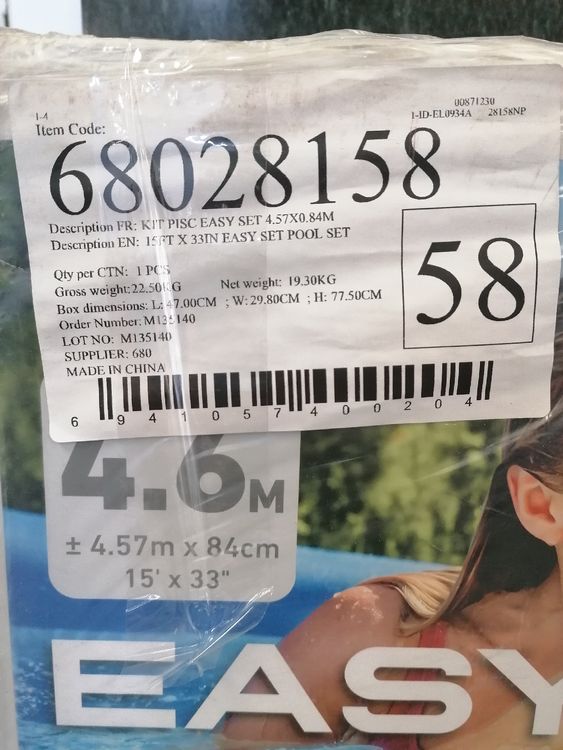 1-4
00871230
Item Code:
1-ID-EL0934A 28158NP
68028158
Description FR: KIT PISC EASY SET 4.57X0.84M
Description EN: 15FT X 33IN EASY SET POOL SET
58
Qty per CTN: 1 PCS
Gross weight:22.50KG Net weight: 19.30KG
Box dimensions: L:47.00CM ; W:29.80CM ; H: 77.50CM
Order Number: M135140
LOT NO: M135140
SUPPLIER: 680
MADE IN CHINA
6 941057 400204
4.6M
± 4.57m x 84cm
15' x 33"
EASY